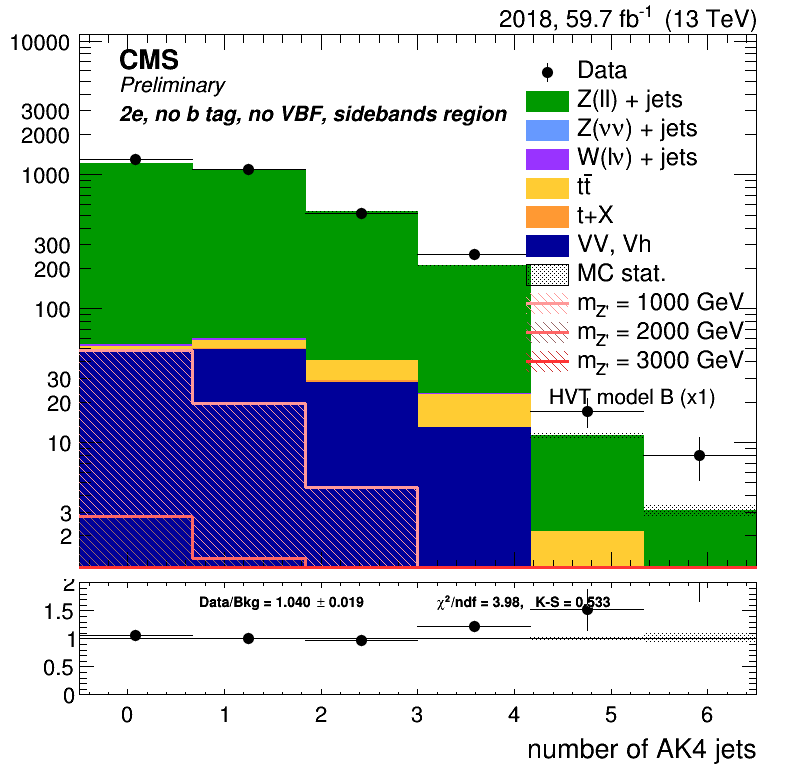 2018, 59.7 fb⁻¹ (13 TeV)
CMS
Preliminary
2e, no b tag, no VBF, sidebands region
Data
Z(ll) + jets
Z(νν) + jets
W(lν) + jets
tt̄
t+X
VV, Vh
MC stat.
m_Z' = 1000 GeV
m_Z' = 2000 GeV
m_Z' = 3000 GeV
HVT model B (x1)
10000
3000
2000
1000
300
200
100
30
20
10
3
2
Data/Bkg = 1.040 ± 0.019
χ²/ndf = 3.98, K-S = 0.533
2
1.5
1
0.5
0
0 1 2 3 4 5 6
number of AK4 jets